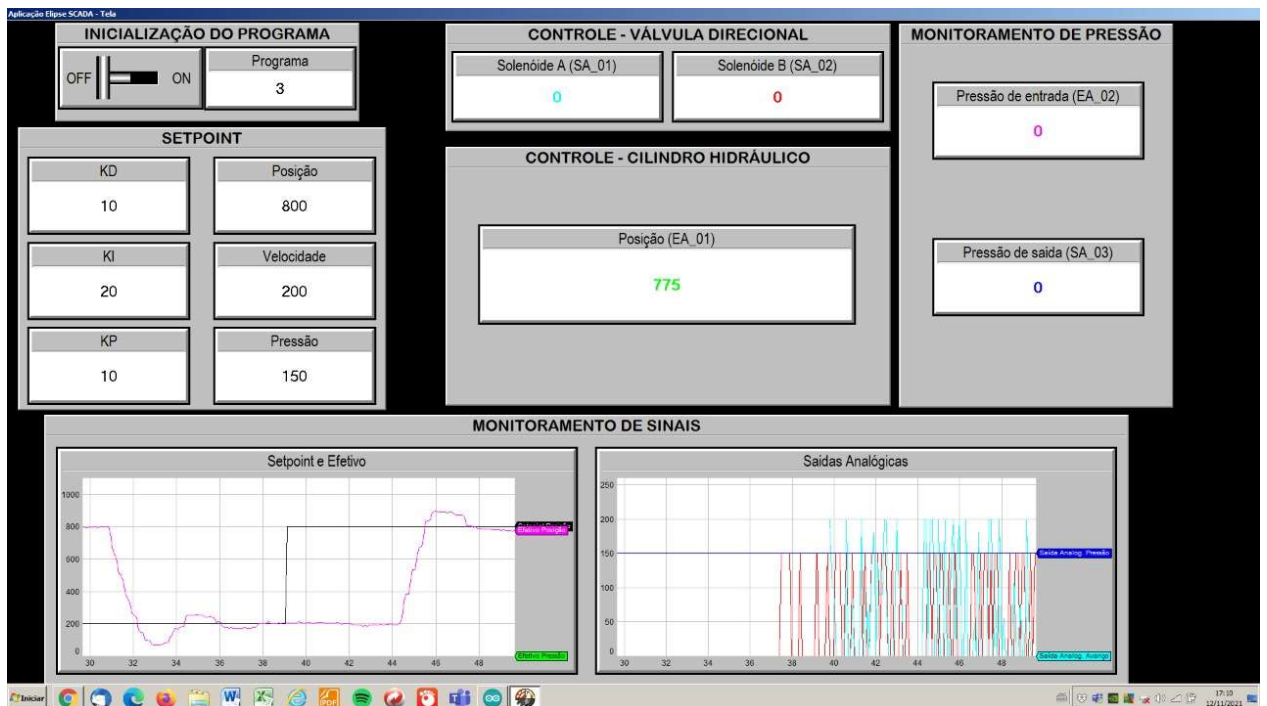 Aplicação Elipse SCADA - Tela
INICIALIZAÇÃO DO PROGRAMA
OFF
ON
Programa
3
SETPOINT
KD
10
Posição
800
KI
20
Velocidade
200
KP
10
Pressão
150
CONTROLE - VÁLVULA DIRECIONAL
Solenóide A (SA_01)
0
Solenóide B (SA_02)
0
CONTROLE - CILINDRO HIDRÁULICO
Posição (EA_01)
775
MONITORAMENTO DE PRESSÃO
Pressão de entrada (EA_02)
0
Pressão de saida (SA_03)
0
MONITORAMENTO DE SINAIS
Setpoint e Efetivo
1000
800
600
400
200
0
30 32 34 36 38 40 42 44 46 48
Efetivo Posição
Efetivo Pressão
Saidas Analógicas
250
200
150
100
50
0
30 32 34 36 38 40 42 44 46 48
Saída Analog. Pressão
Saída Analog. Avanço
Iniciar
17:10
12/11/2021